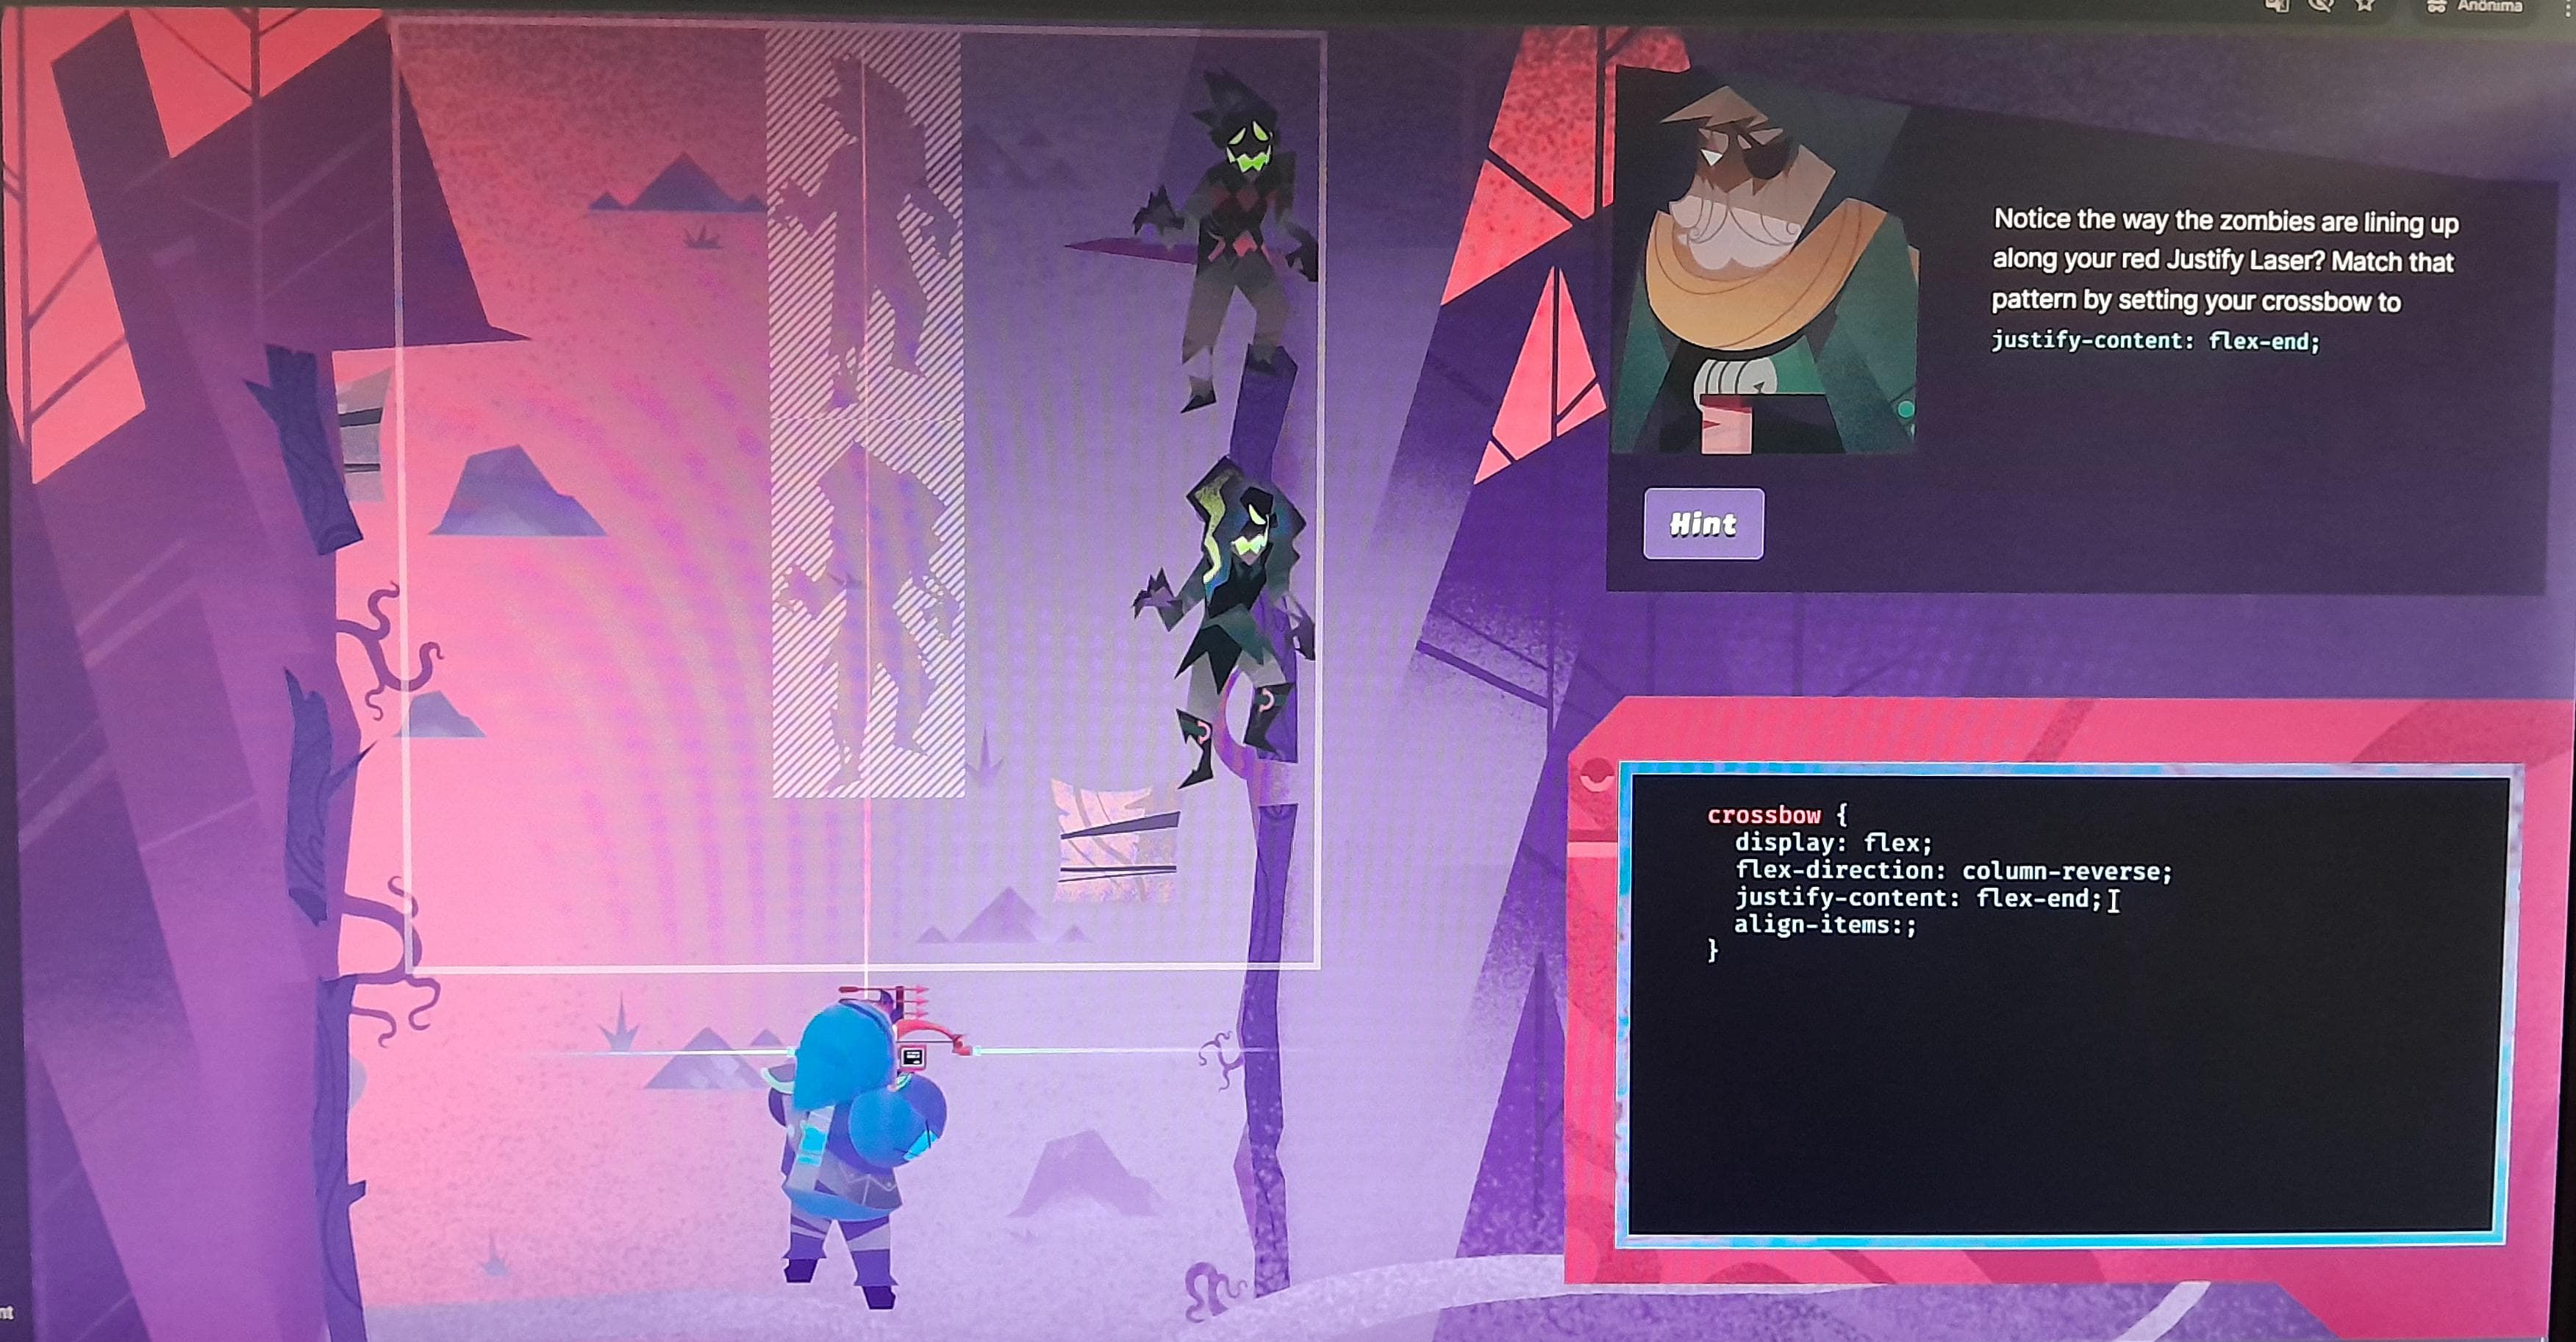 Anônima
Notice the way the zombies are lining up
along your red Justify Laser? Match that
pattern by setting your crossbow to
justify-content: flex-end;
Hint
crossbow {
display: flex;
flex-direction: column-reverse;
justify-content: flex-end;
align-items:;
}
nt